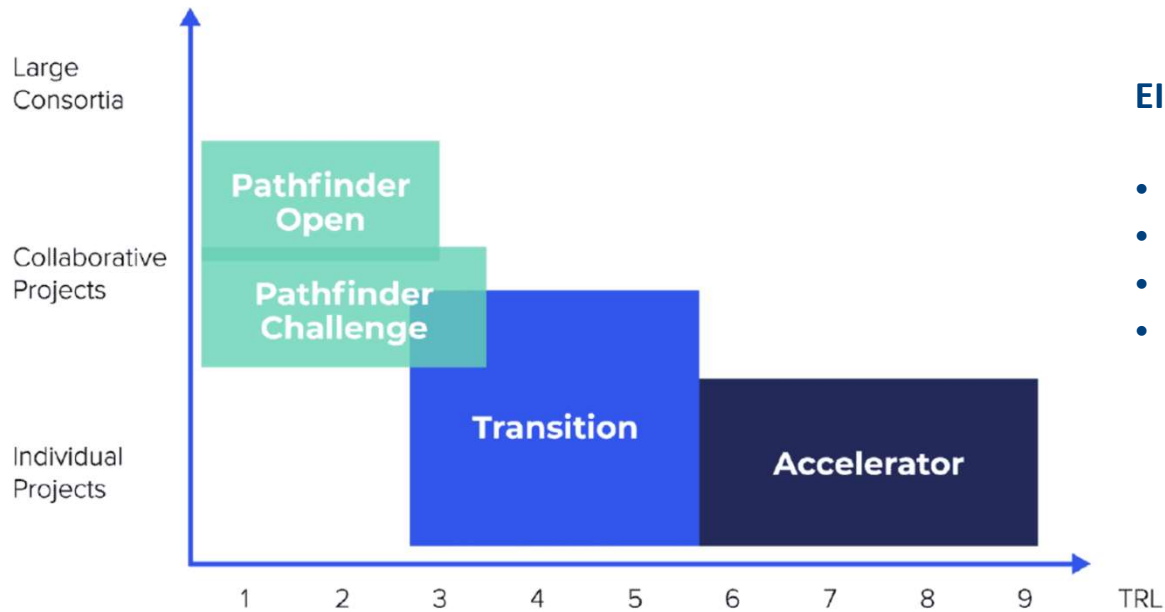 Large
Consortia
EI
Pathfinder
Open
•
•
Collaborative
Projects
•
Pathfinder
Challenge
•
Transition
Accelerator
Individual
Projects
1 2 3 4 5 6 7 8 9 TRL